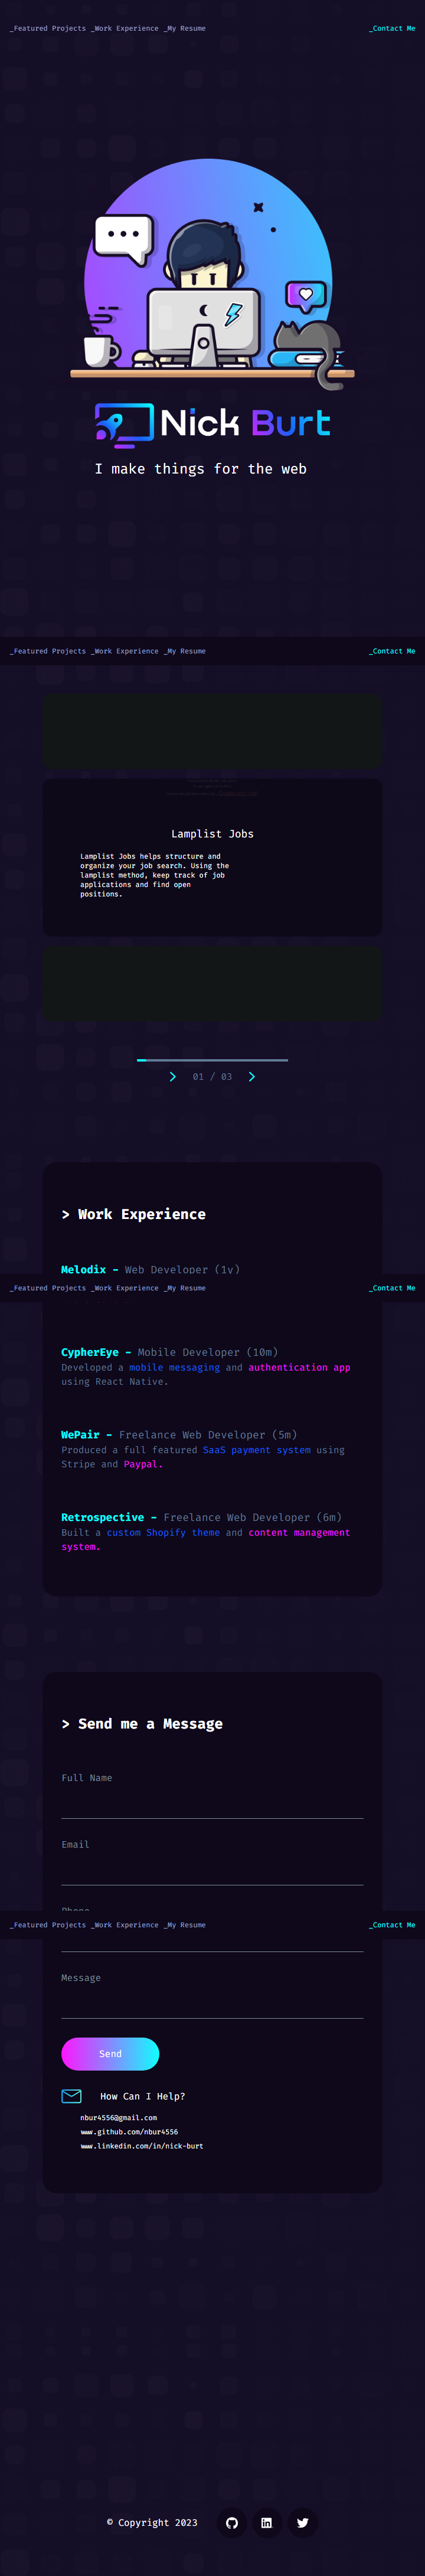 _Featured Projects _Work Experience _My Resume
_Contact Me
Nick Burt
I make things for the web
_Featured Projects _Work Experience _My Resume
_Contact Me
Lamplist Jobs
Lamplist Jobs helps structure and
organize your job search. Using the
lamplist method, keep track of job
applications and find open
positions.
01 / 03
> Work Experience
Melodix - Web Developer (1y)
_Featured Projects _Work Experience _My Resume
_Contact Me
CypherEye - Mobile Developer (10m)
Developed a mobile messaging and authentication app
using React Native.
WePair - Freelance Web Developer (5m)
Produced a full featured SaaS payment system using
Stripe and Paypal.
Retrospective - Freelance Web Developer (6m)
Built a custom Shopify theme and content management
system.
> Send me a Message
Full Name
Email
Phone
_Featured Projects _Work Experience _My Resume
_Contact Me
Message
Send
How Can I Help?
nbur4556@gmail.com
www.github.com/nbur4556
www.linkedin.com/in/nick-burt
© Copyright 2023